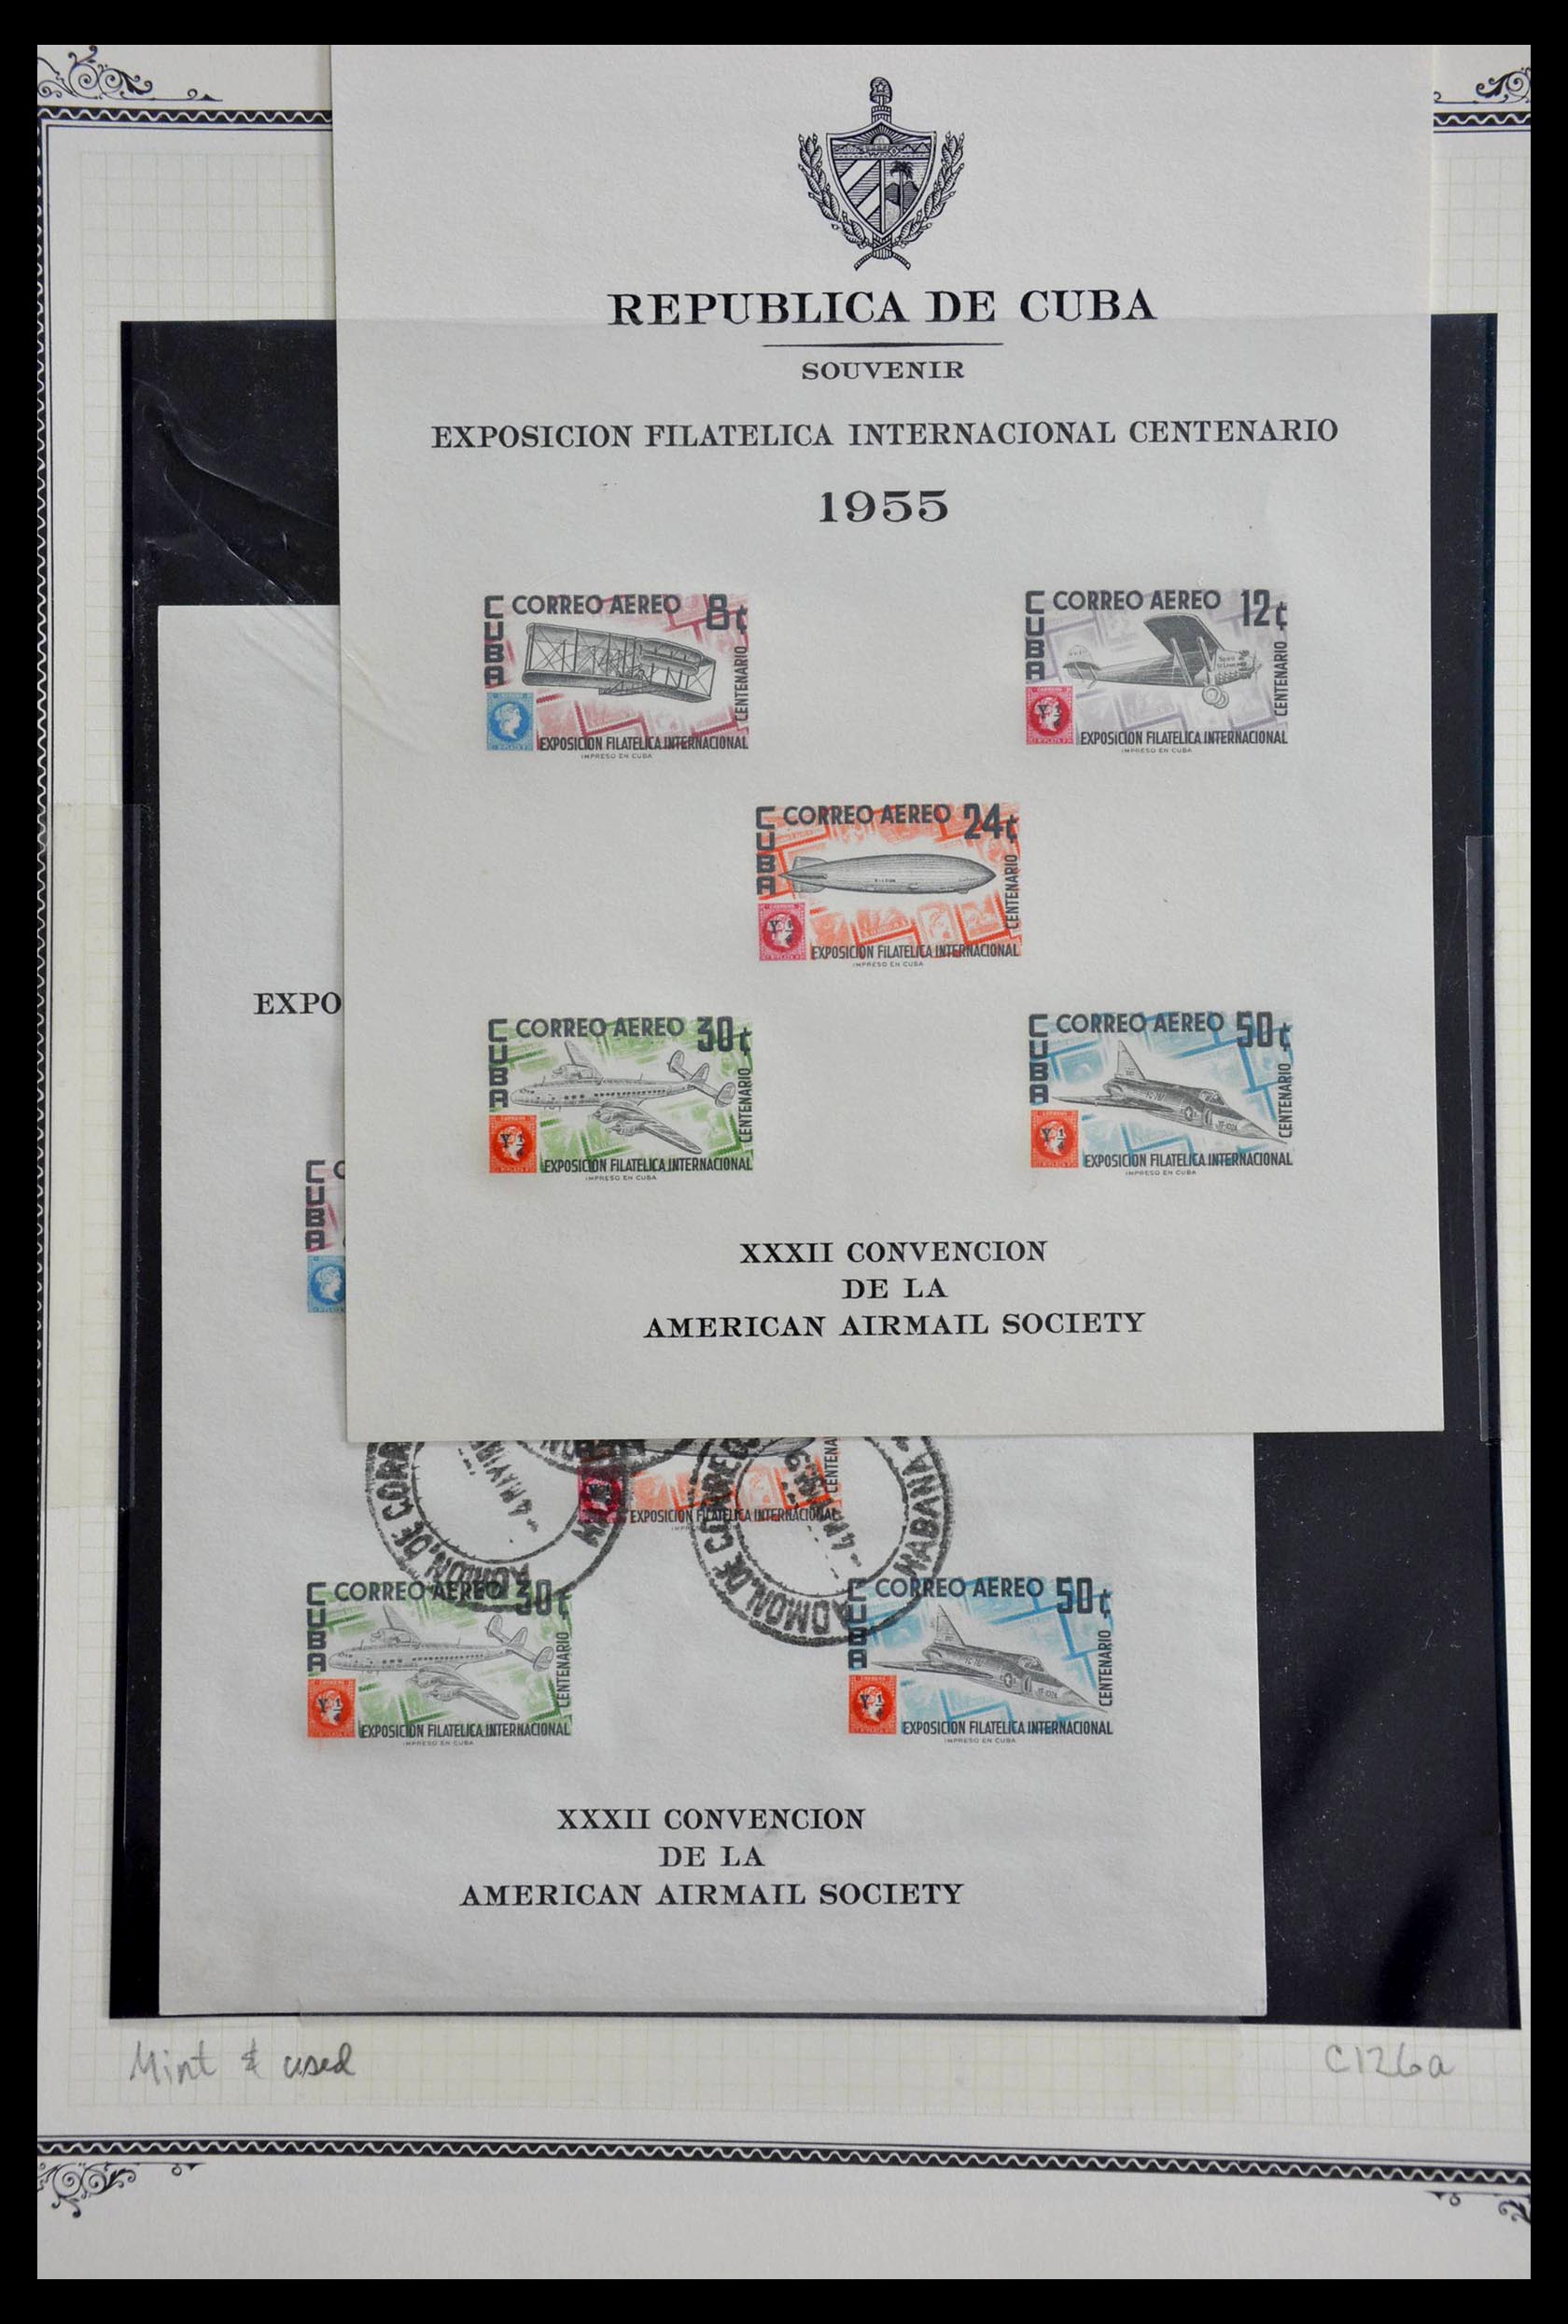 REPUBLICA DE CUBA
SOUVENIR
EXPOSICION FILATELICA INTERNACIONAL CENTENARIO
1955
CUBA CORREO AEREO 8¢
CENTENARIO
EXPOSICION FILATELICA INTERNACIONAL
IMPRESO EN CUBA
CUBA CORREO AEREO 12¢
CENTENARIO
EXPOSICION FILATELICA INTERNACIONAL
IMPRESO EN CUBA
CUBA CORREO AEREO 24¢
CENTENARIO
EXPOSICION FILATELICA INTERNACIONAL
IMPRESO EN CUBA
CUBA CORREO AEREO 30¢
CENTENARIO
EXPOSICION FILATELICA INTERNACIONAL
IMPRESO EN CUBA
CUBA CORREO AEREO 50¢
CENTENARIO
EXPOSICION FILATELICA INTERNACIONAL
IMPRESO EN CUBA
XXXII CONVENCION
DE LA
AMERICAN AIRMAIL SOCIETY
EXPO
CUBA
EXPOSICION FILATELICA INTERNACIONAL
ADMON. DE CORRE
HABANA
CUBA CORREO AEREO 30¢
CENTENARIO
EXPOSICION FILATELICA INTERNACIONAL
IMPRESO EN CUBA
CUBA CORREO AEREO 50¢
CENTENARIO
EXPOSICION FILATELICA INTERNACIONAL
IMPRESO EN CUBA
XXXII CONVENCION
DE LA
AMERICAN AIRMAIL SOCIETY
Mint & used
C126a